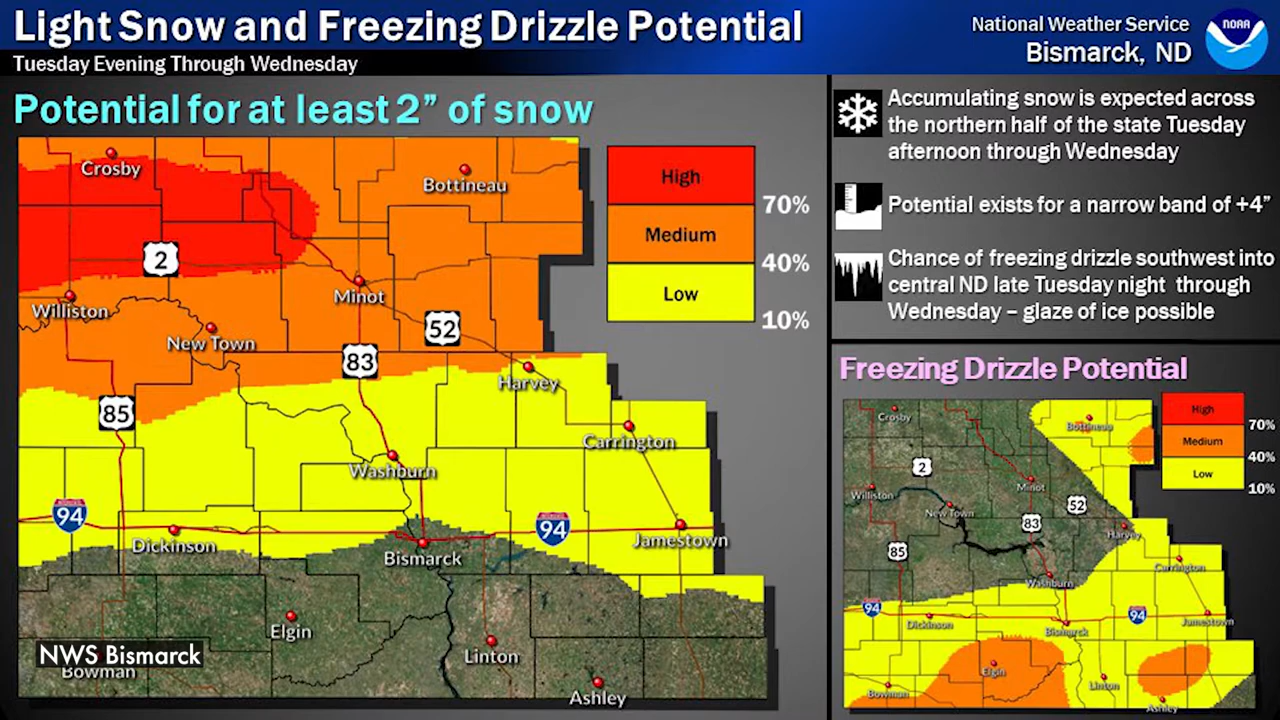 Light Snow and Freezing Drizzle Potential
Tuesday Evening Through Wednesday
National Weather Service
Bismarck, ND
NOAA
Potential for at least 2” of snow
Crosby
Bottineau
2
Minot
Williston
52
New Town
83
Harvey
85
Carrington
Washburn
94
94
Dickinson
Jamestown
Bismarck
Elgin
NWS Bismarck
Linton
Bowman
Ashley
High
70%
Medium
40%
Low
10%
Accumulating snow is expected across
the northern half of the state Tuesday
afternoon through Wednesday
Potential exists for a narrow band of +4”
Chance of freezing drizzle southwest into
central ND late Tuesday night through
Wednesday – glaze of ice possible
Freezing Drizzle Potential
Crosby
Bottineau
2
Minot
Williston
52
New Town
83
Harvey
85
Carrington
Washburn
94
94
Dickinson
Jamestown
Bismarck
Elgin
Linton
Bowman
Ashley
High
70%
Medium
40%
Low
10%